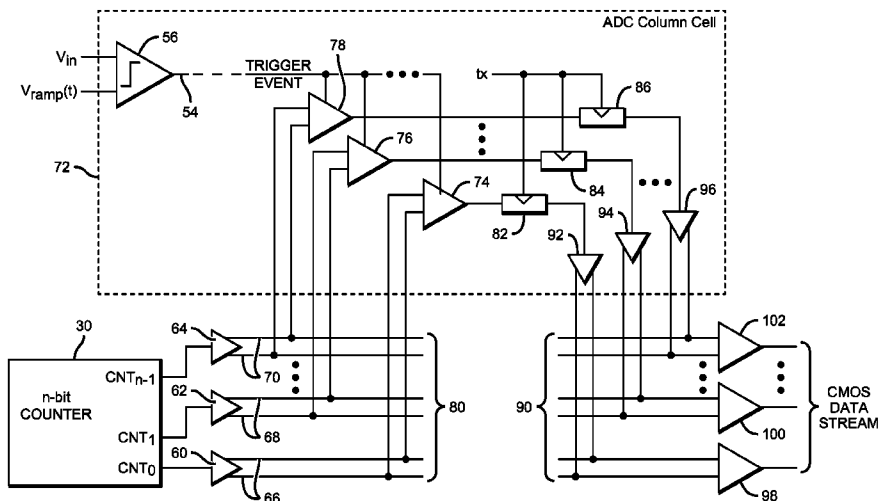 ADC Column Cell
56
78
V_in
TRIGGER
EVENT
tx
V_ramp(t)
54
86
76
72
74
84
96
94
82
92
64
102
30
CNT_n-1
70
n-bit
COUNTER
62
80
90
CMOS
DATA
STREAM
CNT_1
68
100
60
CNT_0
66
98